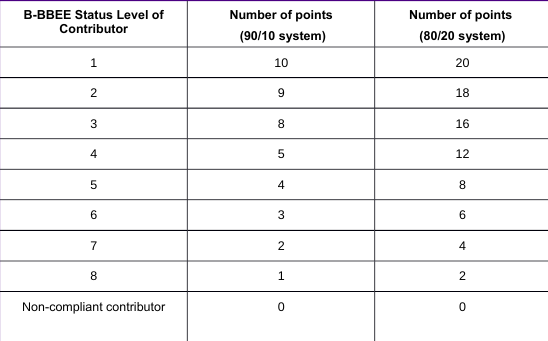 B-BBEE Status Level of Contributor | Number of points (90/10 system) | Number of points (80/20 system)
1 | 10 | 20
2 | 9 | 18
3 | 8 | 16
4 | 5 | 12
5 | 4 | 8
6 | 3 | 6
7 | 2 | 4
8 | 1 | 2
Non-compliant contributor | 0 | 0